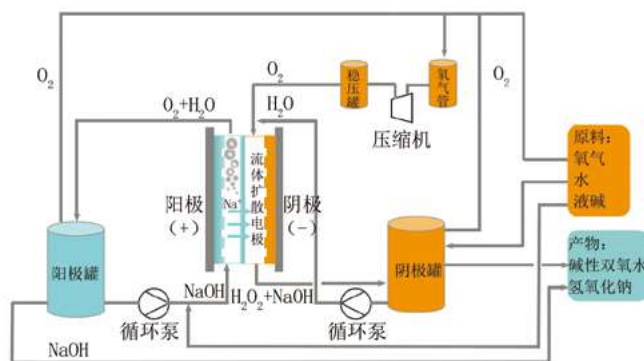 O₂
O₂
稳压罐
氧气管
O₂
O₂+H₂O
H₂O
压缩机
原料：
氧气
水
液碱
阳极
(+)
Na⁺
流体扩散电极
阴极
(−)
产物：
碱性双氧水
氢氧化钠
阳极罐
阴极罐
NaOH
H₂O₂+NaOH
循环泵
循环泵
NaOH